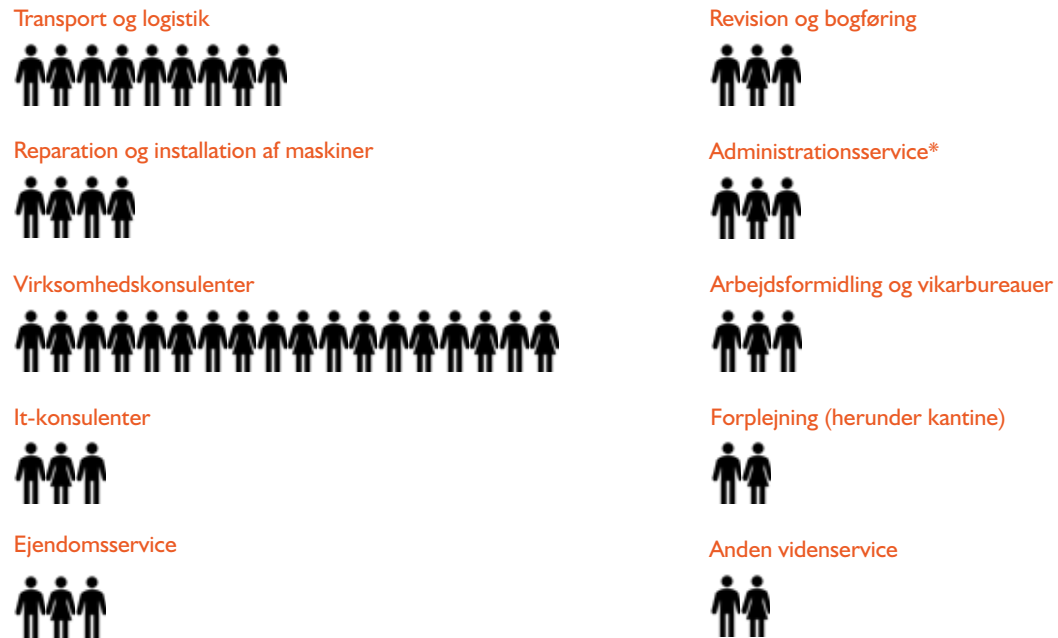 Transport og logistik
Reparation og installation af maskiner
Virksomhedskonsulenter
It-konsulenter
Ejendomsservice
Revision og bogføring
Administrationsservice*
Arbejdsformidling og vikarbureauer
Forplejning (herunder kantine)
Anden videnservice